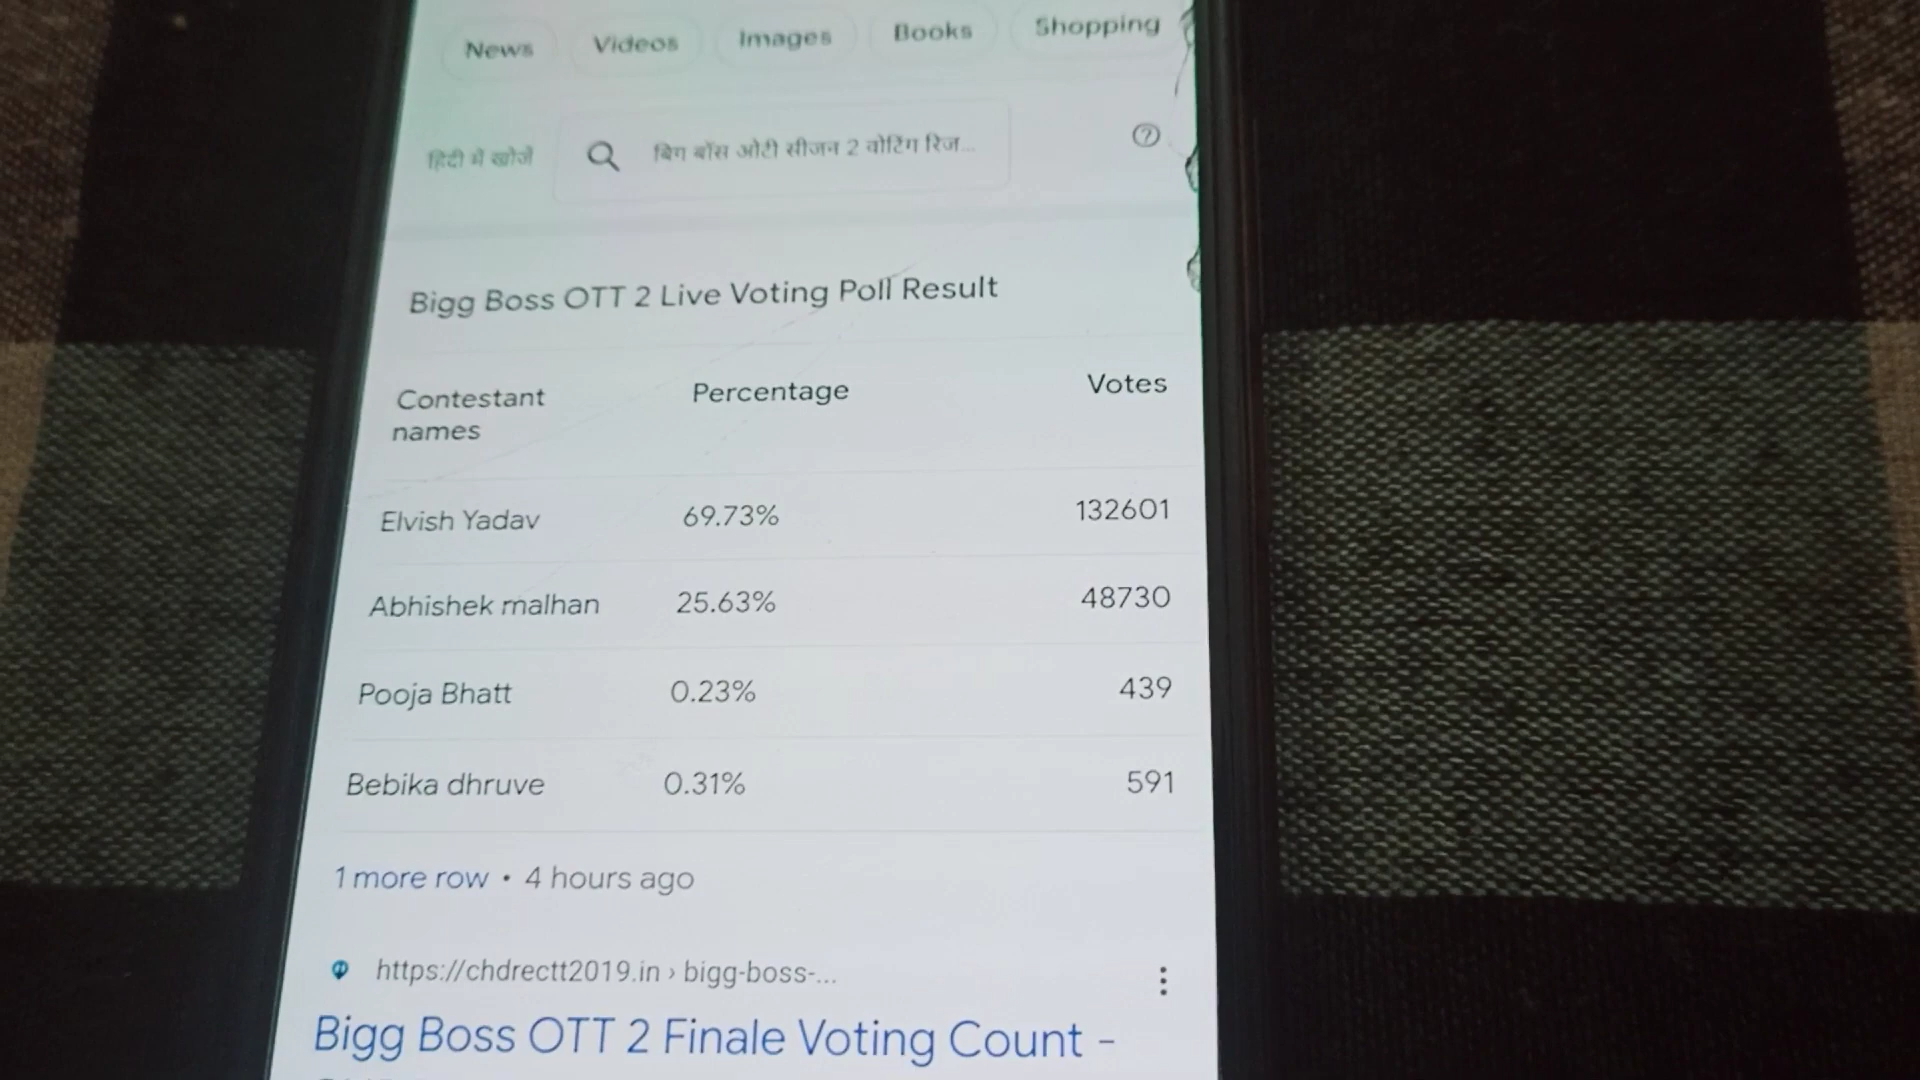 News Videos Images Books Shopping
हिंदी में खोजें बिग बॉस ओटी सीजन 2 वोटिंग रिज...
Bigg Boss OTT 2 Live Voting Poll Result
Contestant names Percentage Votes
Elvish Yadav 69.73% 132601
Abhishek malhan 25.63% 48730
Pooja Bhatt 0.23% 439
Bebika dhruve 0.31% 591
1 more row • 4 hours ago
https://chdrectt2019.in › bigg-boss-...
Bigg Boss OTT 2 Finale Voting Count -